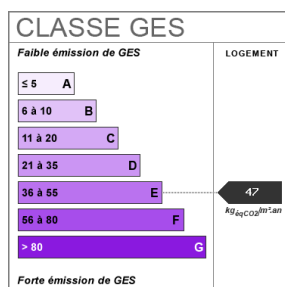 CLASSE GES
Faible émission de GES
LOGEMENT
≤ 5 A
6 à 10 B
11 à 20 C
21 à 35 D
36 à 55 E
47
kgéqCO2/m².an
56 à 80 F
> 80 G
Forte émission de GES